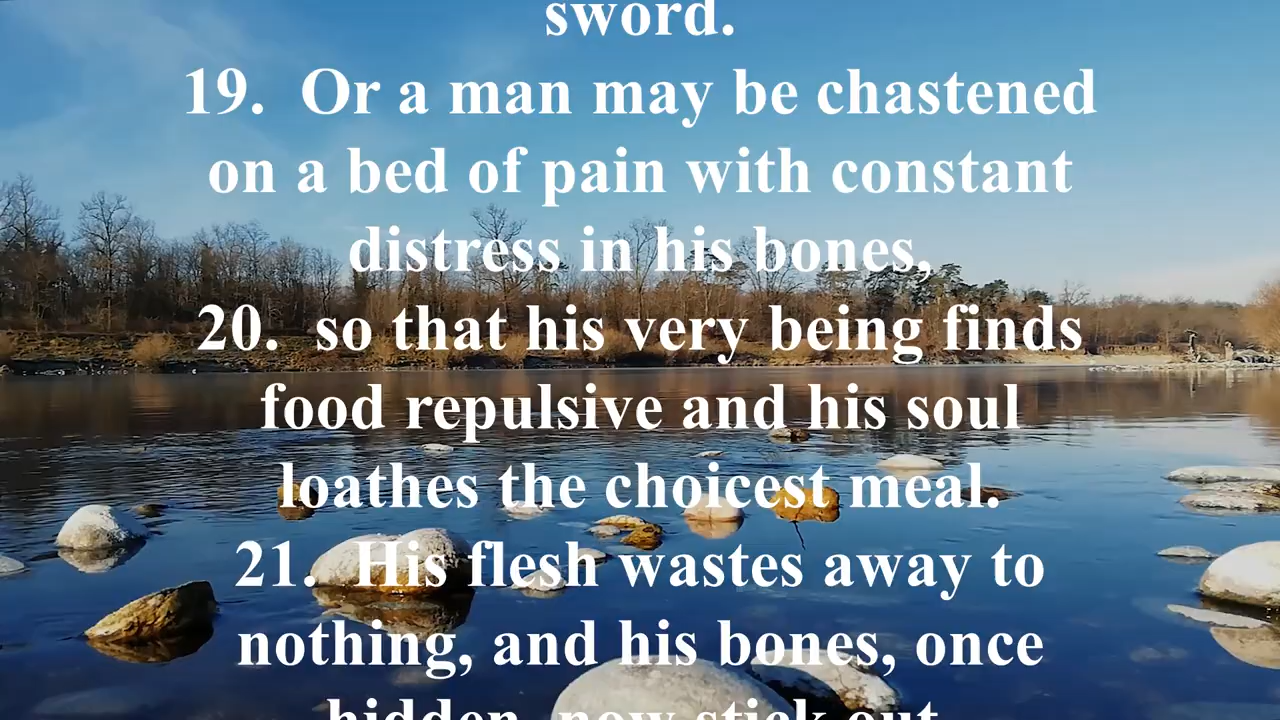 sword.
19. Or a man may be chastened
on a bed of pain with constant
distress in his bones,
20. so that his very being finds
food repulsive and his soul
loathes the choicest meal.
21. His flesh wastes away to
nothing, and his bones, once
hidden, now stick out.